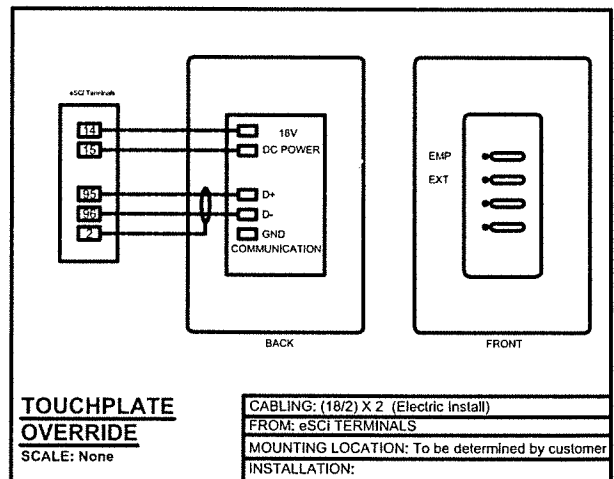 eSCi Terminals
14
15
95
96
2
18V
DC POWER
D+
D-
GND
COMMUNICATION
BACK
EMP
EXT
FRONT
TOUCHPLATE
OVERRIDE
SCALE: None
CABLING: (18/2) X 2 (Electric Install)
FROM: eSCi TERMINALS
MOUNTING LOCATION: To be determined by customer
INSTALLATION: